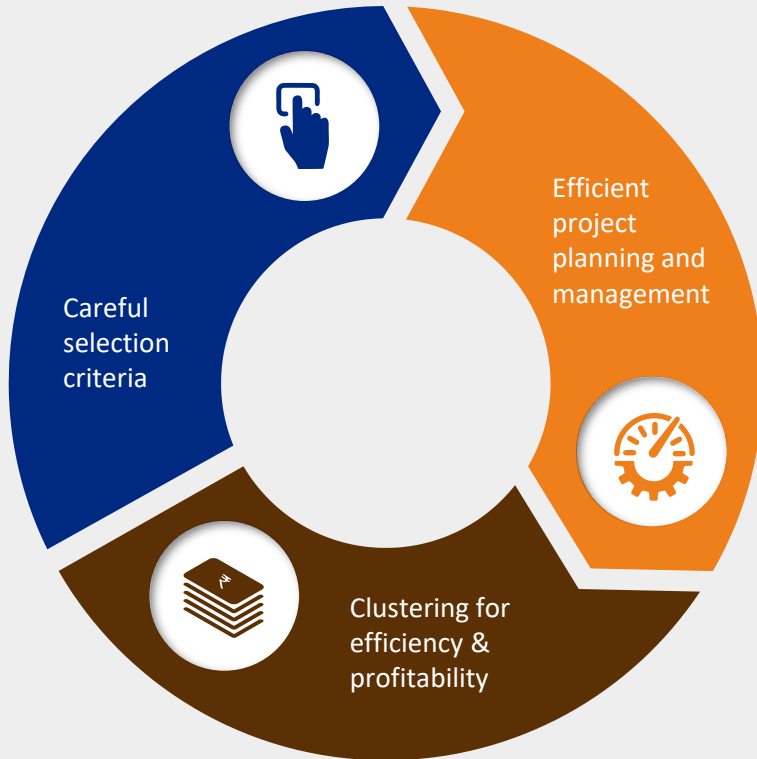 Careful
selection
criteria
Efficient
project
planning and
management
Clustering for
efficiency &
profitability